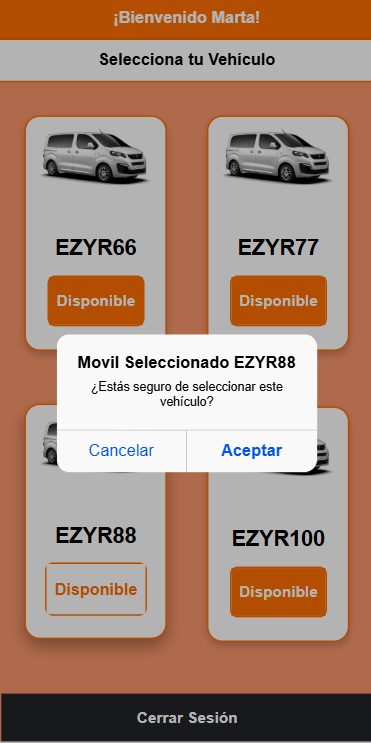 ¡Bienvenido Marta!
Selecciona tu Vehículo
EZYR66
EZYR77
Disponible
Disponible
Movil Seleccionado EZYR88
¿Estás seguro de seleccionar este
vehículo?
Cancelar
Aceptar
EZYR88
EZYR100
Disponible
Disponible
Cerrar Sesión